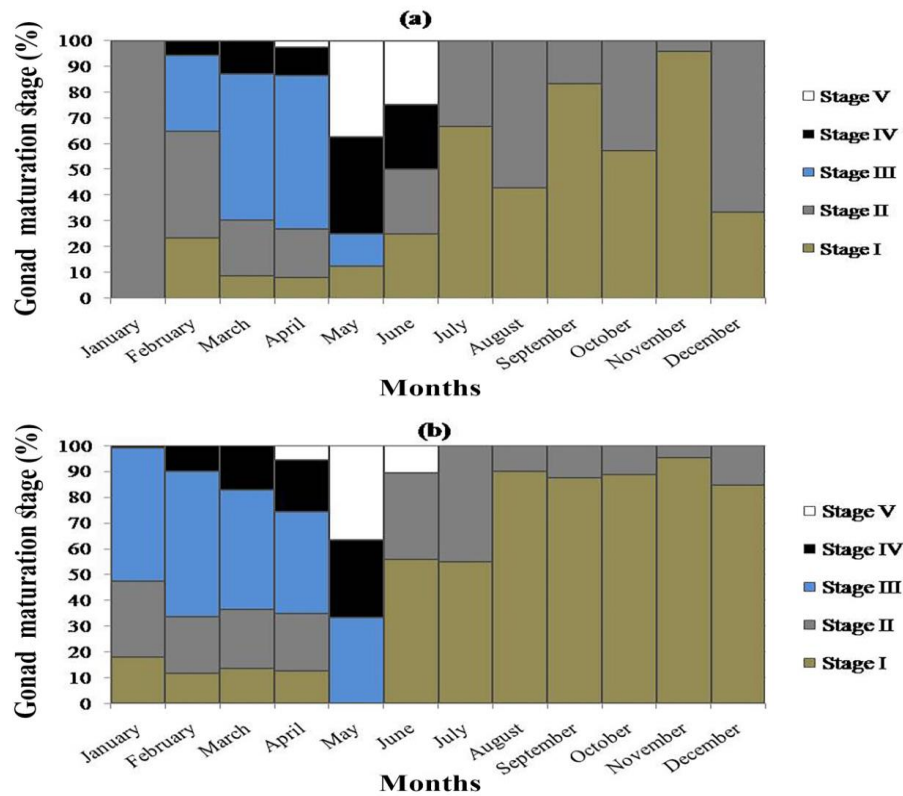 (a)
Gonad maturation stage (%)
100
90
80
70
60
50
40
30
20
10
0
January
February
March
April
May
June
July
August
September
October
November
December
Months
Stage V
Stage IV
Stage III
Stage II
Stage I
(b)
Gonad maturation stage (%)
100
90
80
70
60
50
40
30
20
10
0
January
February
March
April
May
June
July
August
September
October
November
December
Months
Stage V
Stage IV
Stage III
Stage II
Stage I